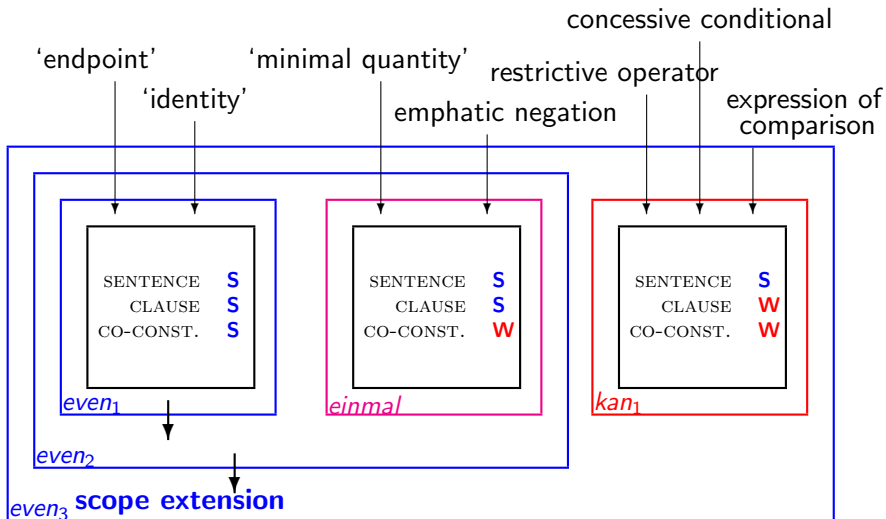 concessive conditional
‘endpoint’ ‘minimal quantity’
restrictive operator
‘identity’ emphatic negation
expression of
comparison
SENTENCE S
CLAUSE S
CO-CONST. S
even1
SENTENCE S
CLAUSE S
CO-CONST. W
einmal
SENTENCE S
CLAUSE W
CO-CONST. W
kan1
even2
even3 scope extension